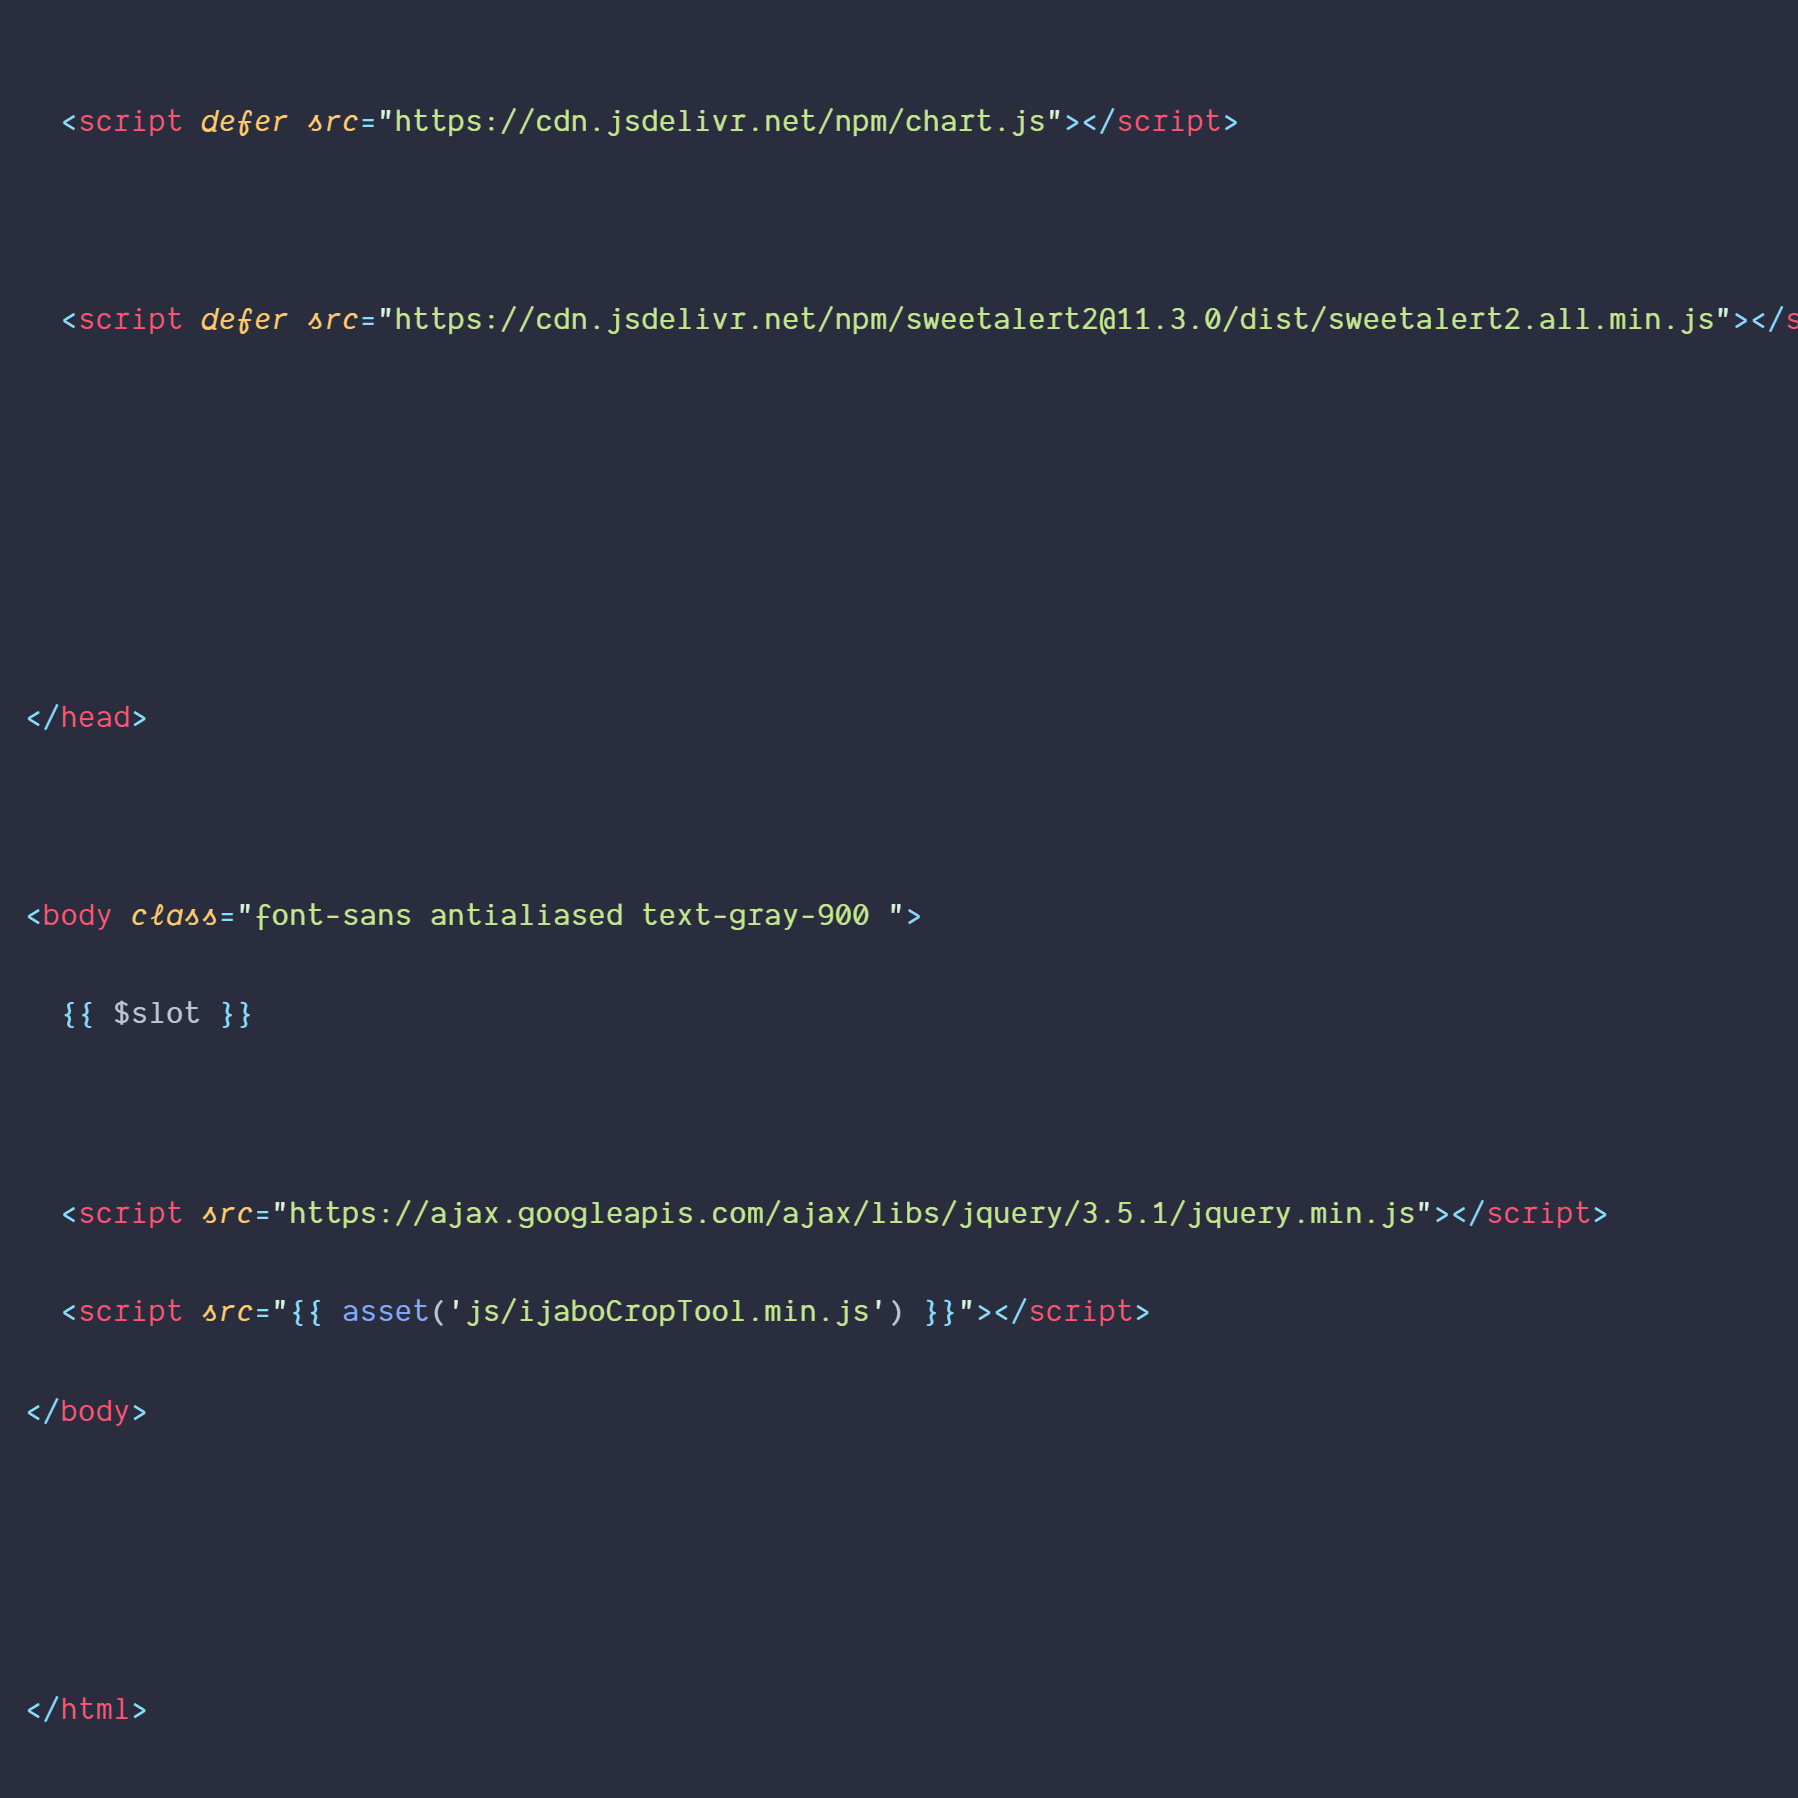 <script defer src="https://cdn.jsdelivr.net/npm/chart.js"></script>
<script defer src="https://cdn.jsdelivr.net/npm/sweetalert2@11.3.0/dist/sweetalert2.all.min.js"></s
</head>
<body class="font-sans antialiased text-gray-900 ">
{{ $slot }}
<script src="https://ajax.googleapis.com/ajax/libs/jquery/3.5.1/jquery.min.js"></script>
<script src="{{ asset('js/ijaboCropTool.min.js') }}"></script>
</body>
</html>